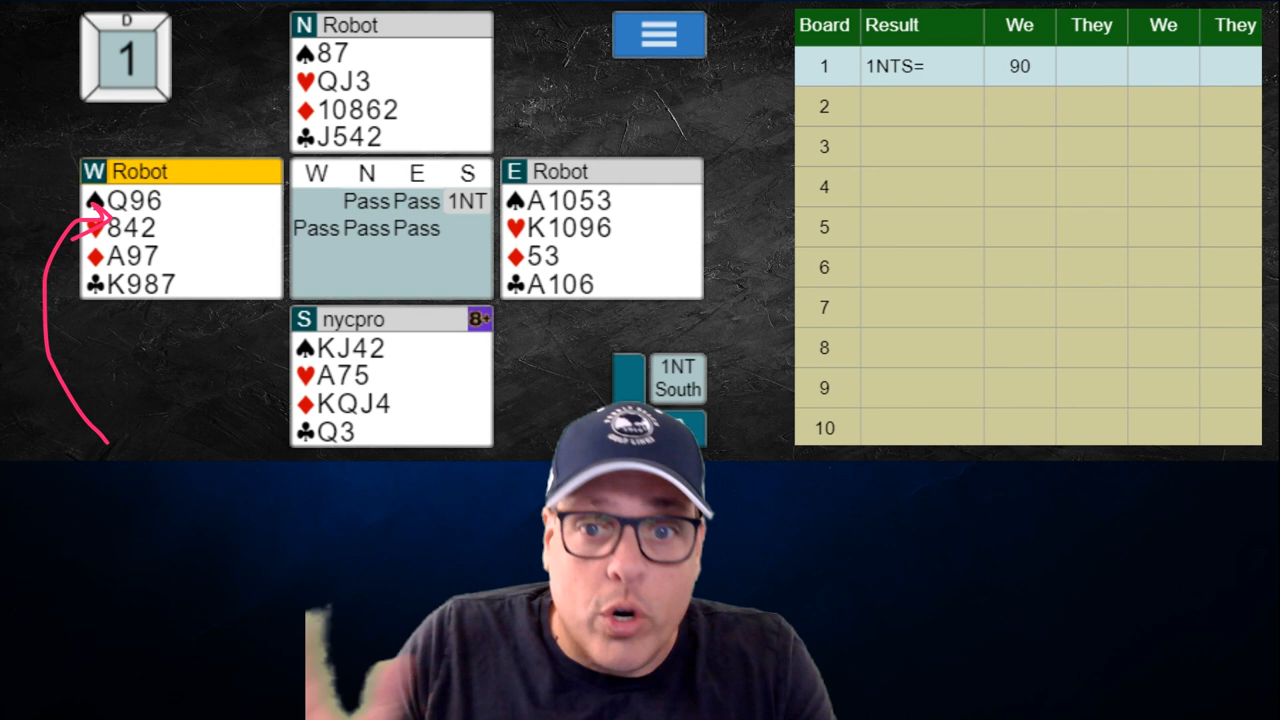 D
1
N Robot
♠87
♥QJ3
♦10862
♣J542
W Robot
♠Q96
♥842
♦A97
♣K987
W N E S
Pass Pass 1NT
Pass Pass Pass
E Robot
♠A1053
♥K1096
♦53
♣A106
S nycpro 8+
♠KJ42
♥A75
♦KQJ4
♣Q3
1NT
South
Board Result We They We They
1 1NTS= 90
2
3
4
5
6
7
8
9
10